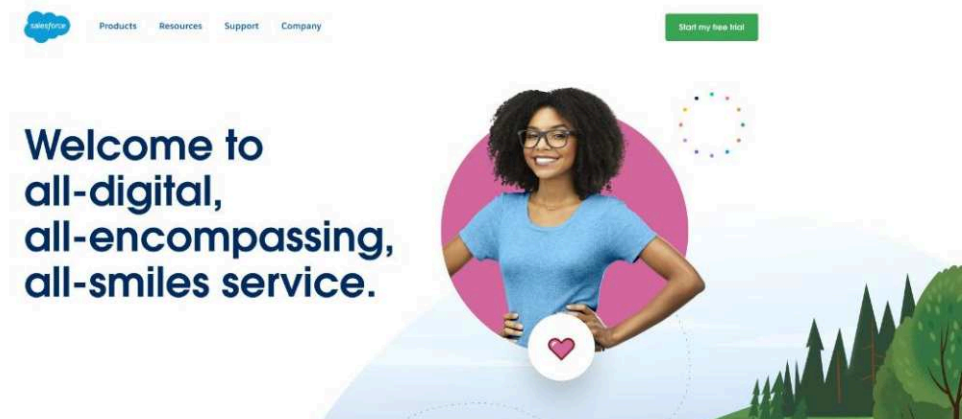 salesforce
Products Resources Support Company
Start my free trial
Welcome to
all-digital,
all-encompassing,
all-smiles service.